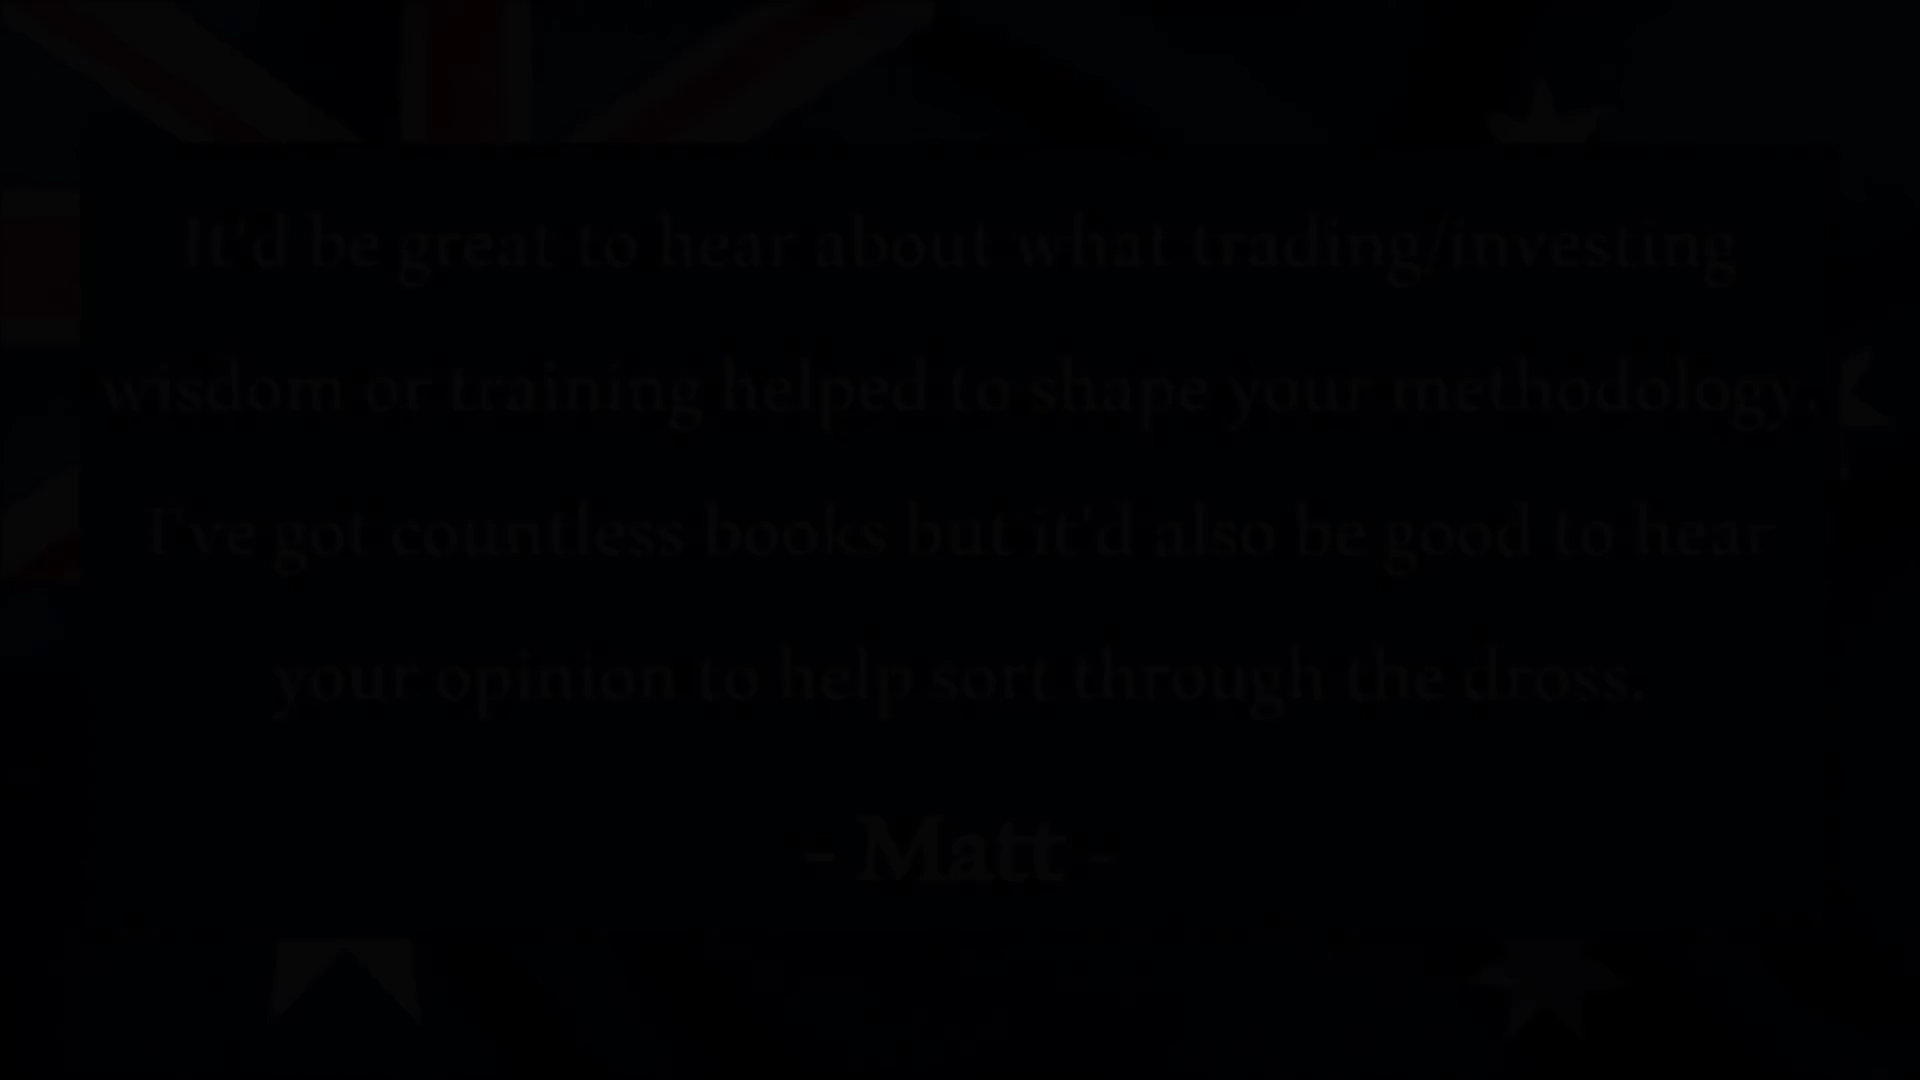 It'd be great to hear about what trading/investing
wisdom or training helped to shape your methodology.
I've got countless books but it'd also be good to hear
your opinion to help sort through the dross.
- Matt -